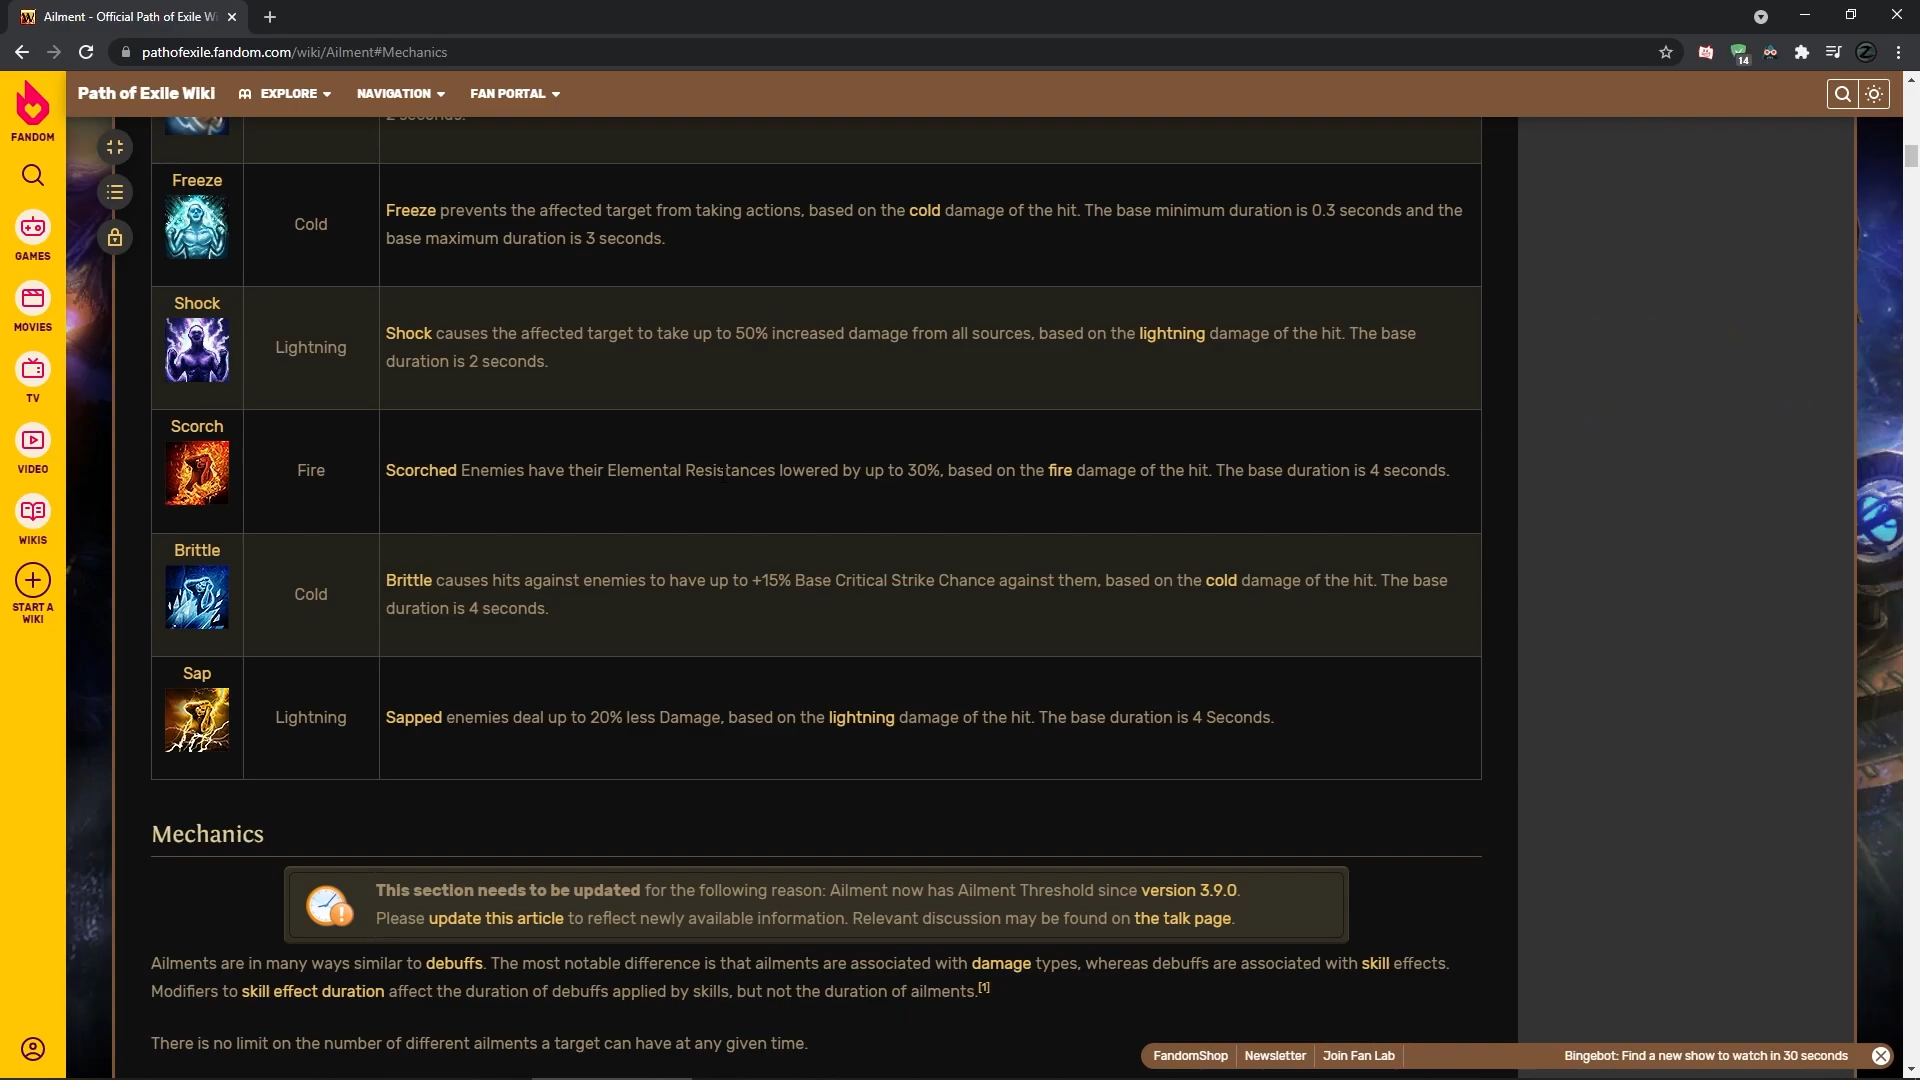 Ailment - Official Path of Exile Wi
pathofexile.fandom.com/wiki/Ailment#Mechanics
14
FANDOM
GAMES
MOVIES
TV
VIDEO
WIKIS
START A
WIKI
Path of Exile Wiki EXPLORE NAVIGATION FAN PORTAL
2 seconds.
Freeze
Cold
Freeze prevents the affected target from taking actions, based on the cold damage of the hit. The base minimum duration is 0.3 seconds and the
base maximum duration is 3 seconds.
Shock
Lightning
Shock causes the affected target to take up to 50% increased damage from all sources, based on the lightning damage of the hit. The base
duration is 2 seconds.
Scorch
Fire
Scorched Enemies have their Elemental Resistances lowered by up to 30%, based on the fire damage of the hit. The base duration is 4 seconds.
Brittle
Cold
Brittle causes hits against enemies to have up to +15% Base Critical Strike Chance against them, based on the cold damage of the hit. The base
duration is 4 seconds.
Sap
Lightning
Sapped enemies deal up to 20% less Damage, based on the lightning damage of the hit. The base duration is 4 Seconds.
Mechanics
This section needs to be updated for the following reason: Ailment now has Ailment Threshold since version 3.9.0.
Please update this article to reflect newly available information. Relevant discussion may be found on the talk page.
Ailments are in many ways similar to debuffs. The most notable difference is that ailments are associated with damage types, whereas debuffs are associated with skill effects.
Modifiers to skill effect duration affect the duration of debuffs applied by skills, but not the duration of ailments.[1]
There is no limit on the number of different ailments a target can have at any given time.
FandomShop Newsletter Join Fan Lab Bingebot: Find a new show to watch in 30 seconds